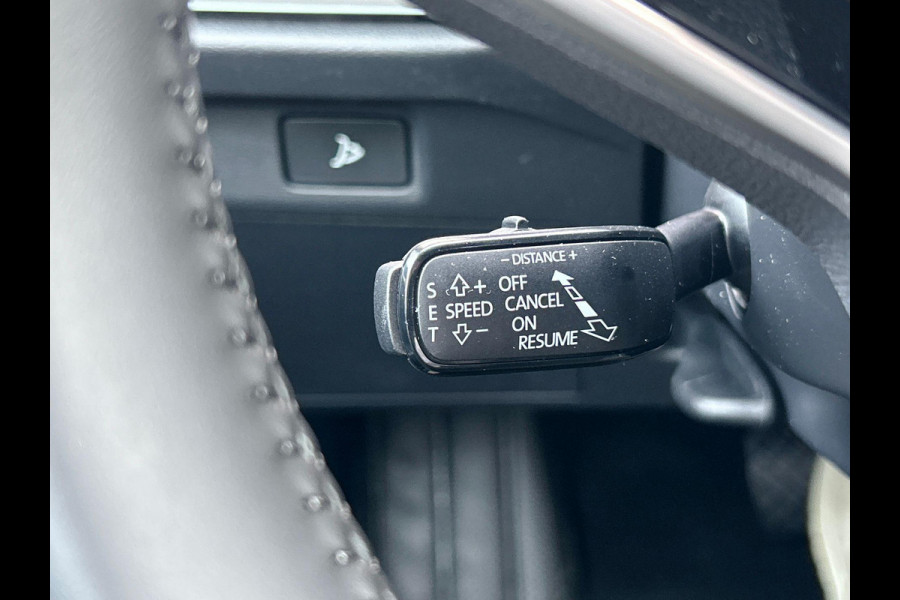 - DISTANCE +
S + OFF
E SPEED CANCEL
T - ON
RESUME